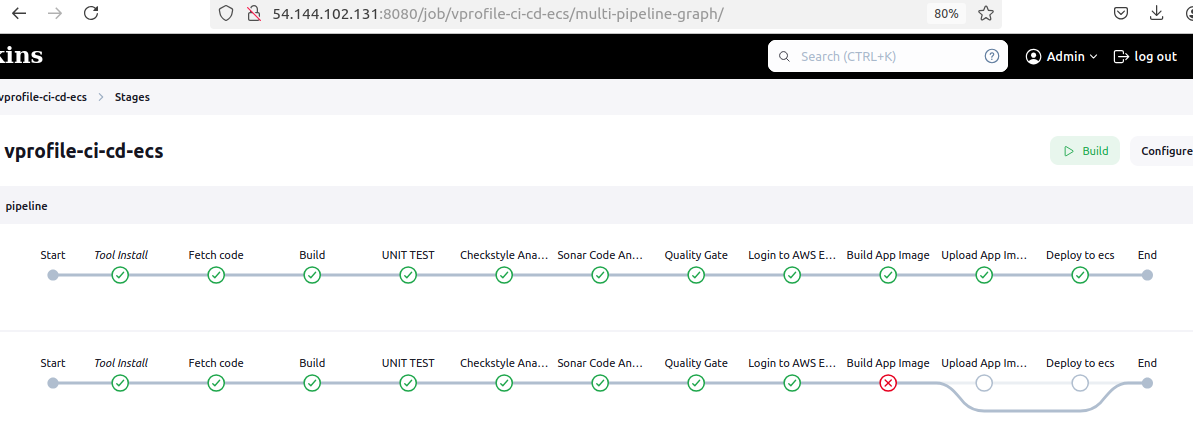 54.144.102.131:8080/job/vprofile-ci-cd-ecs/multi-pipeline-graph/
80%
kins
Search (CTRL+K)
?
Admin
log out
vprofile-ci-cd-ecs
Stages
vprofile-ci-cd-ecs
Build
Configure
pipeline
Start Tool Install Fetch code Build UNIT TEST Checkstyle Ana... Sonar Code An... Quality Gate Login to AWS E... Build App Image Upload App Im... Deploy to ecs End
Start Tool Install Fetch code Build UNIT TEST Checkstyle Ana... Sonar Code An... Quality Gate Login to AWS E... Build App Image Upload App Im... Deploy to ecs End